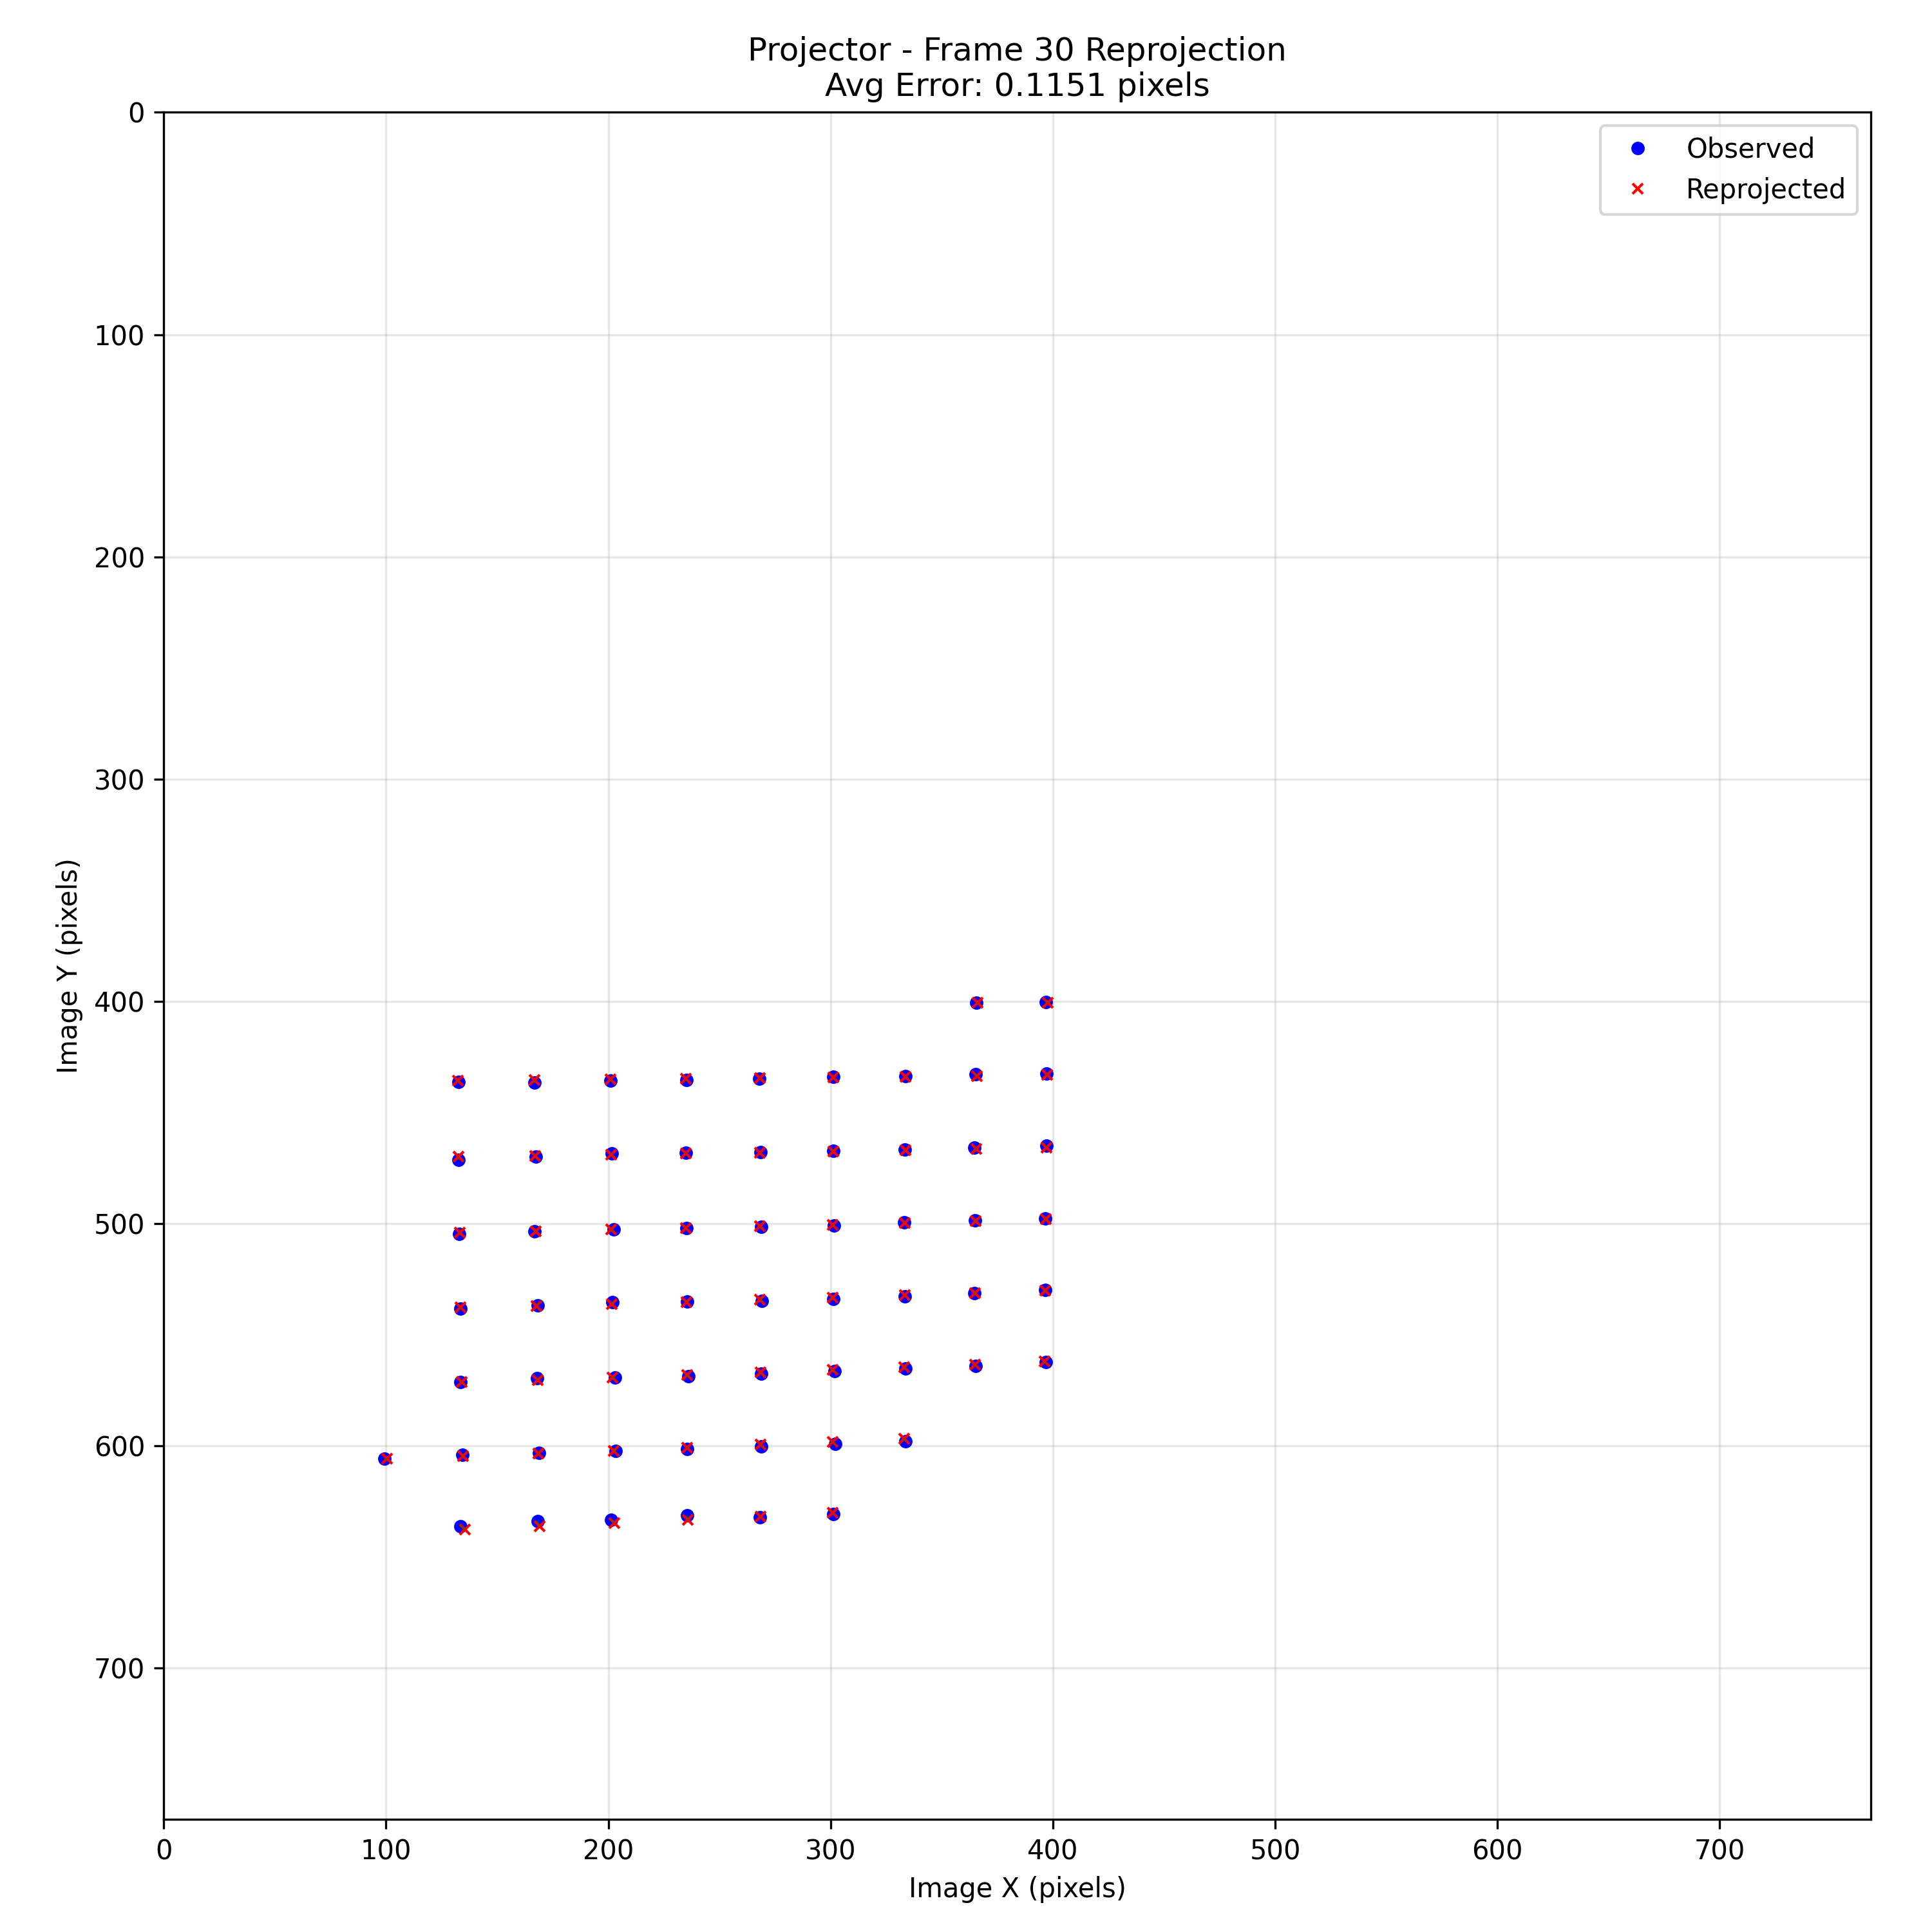 Projector - Frame 30 Reprojection
Avg Error: 0.1151 pixels
Observed
Reprojected
0
100
200
300
400
500
600
700
Image Y (pixels)
0 100 200 300 400 500 600 700
Image X (pixels)